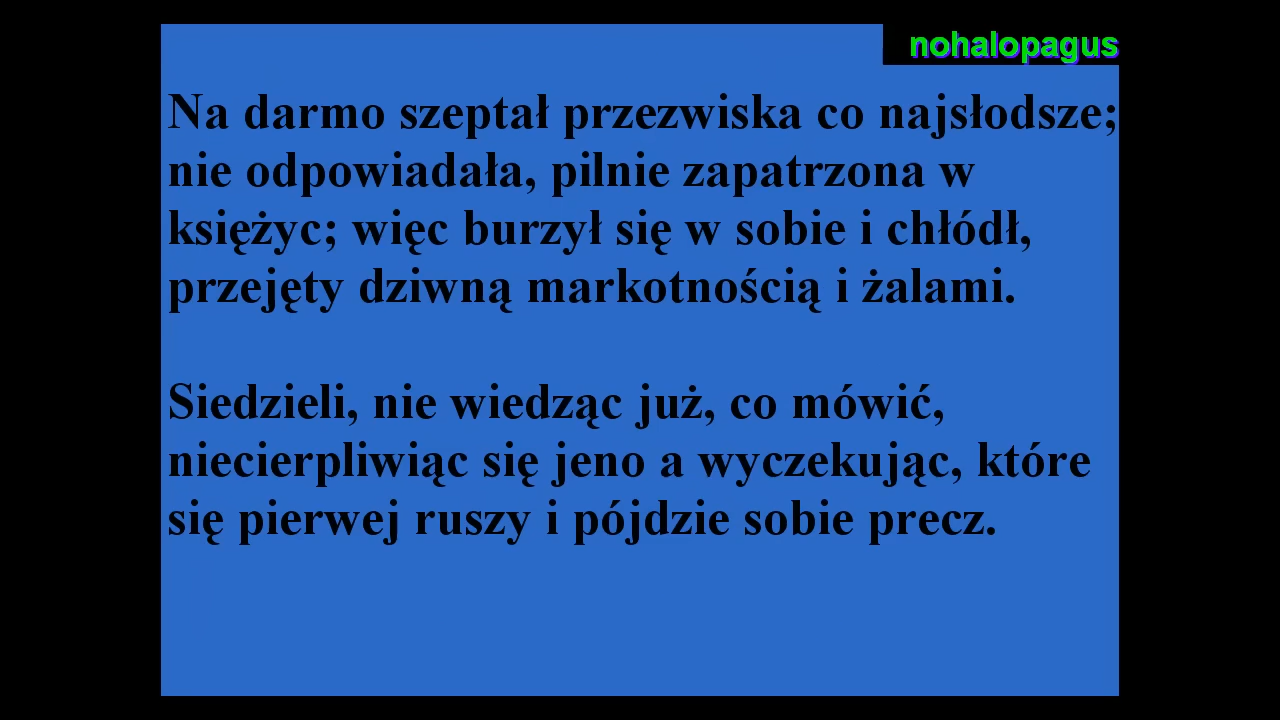 nohalopagus
Na darmo szeptał przezwiska co najsłodsze;
nie odpowiadała, pilnie zapatrzona w
księżyc; więc burzył się w sobie i chłódł,
przejęty dziwną markotnością i żalami.
Siedzieli, nie wiedząc już, co mówić,
niecierpliwiąc się jeno a wyczekując, które
się pierwej ruszy i pójdzie sobie precz.